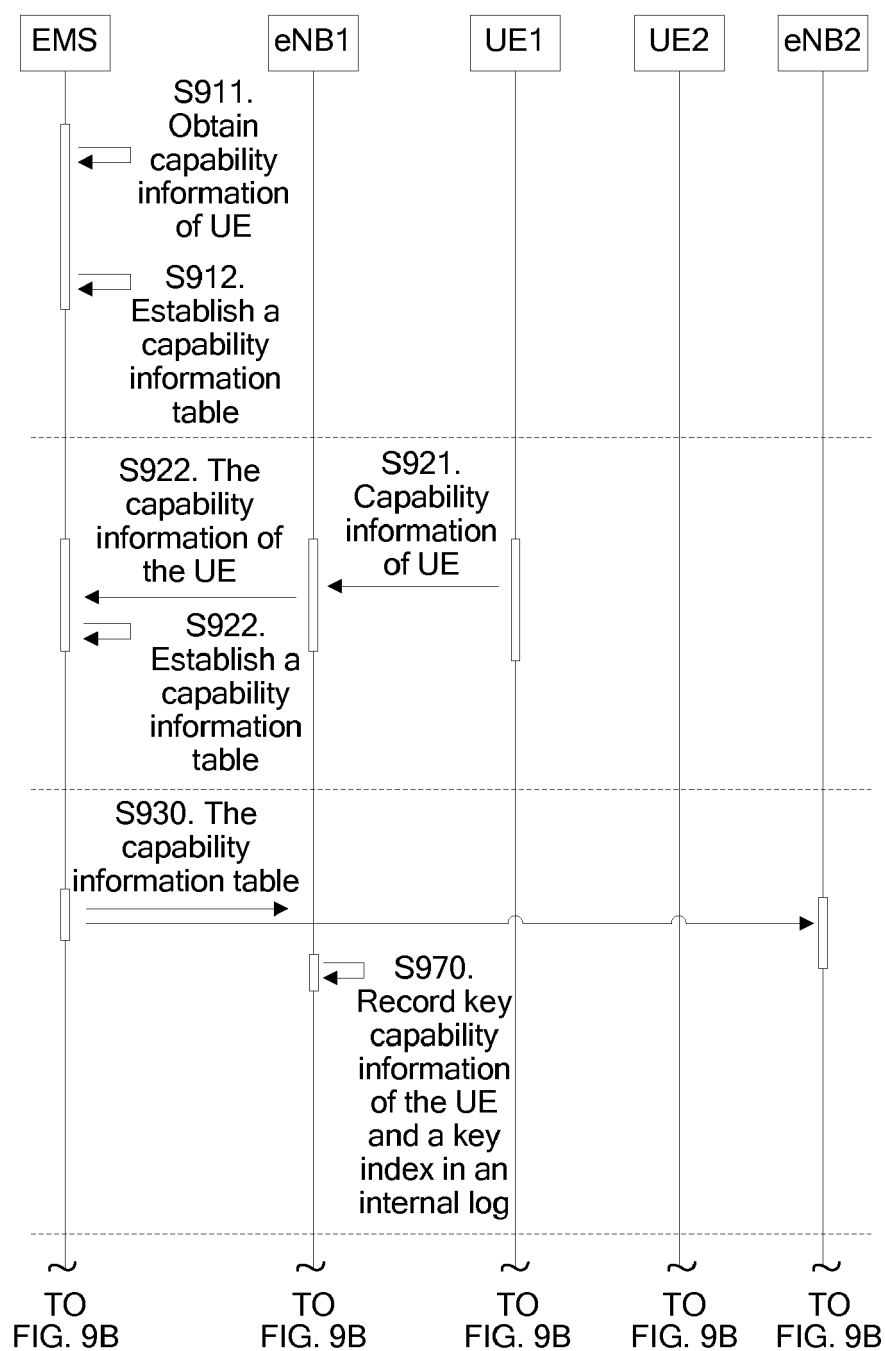 EMS
eNB1
UE1
UE2
eNB2
S911.
Obtain
capability
information
of UE
S912.
Establish a
capability
information
table
S922. The
capability
information of
the UE
S921.
Capability
information
of UE
S922.
Establish a
capability
information
table
S930. The
capability
information table
S970.
Record key
capability
information
of the UE
and a key
index in an
internal log
TO
FIG. 9B
TO
FIG. 9B
TO
FIG. 9B
TO
FIG. 9B
TO
FIG. 9B